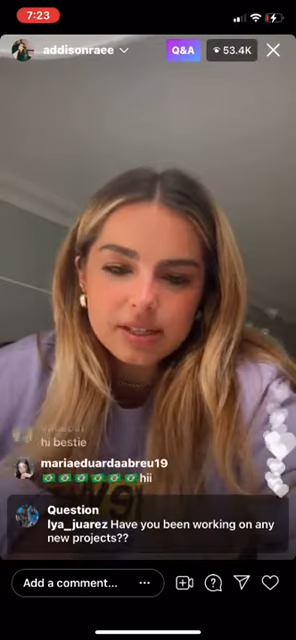 7:23
addisonraee
Q&A
53.4K
hi bestie
mariaeduardaabreu19
🇧🇷🇧🇷🇧🇷🇧🇷🇧🇷🇧🇷hii
Question
lya_juarez Have you been working on any
new projects??
Add a comment...